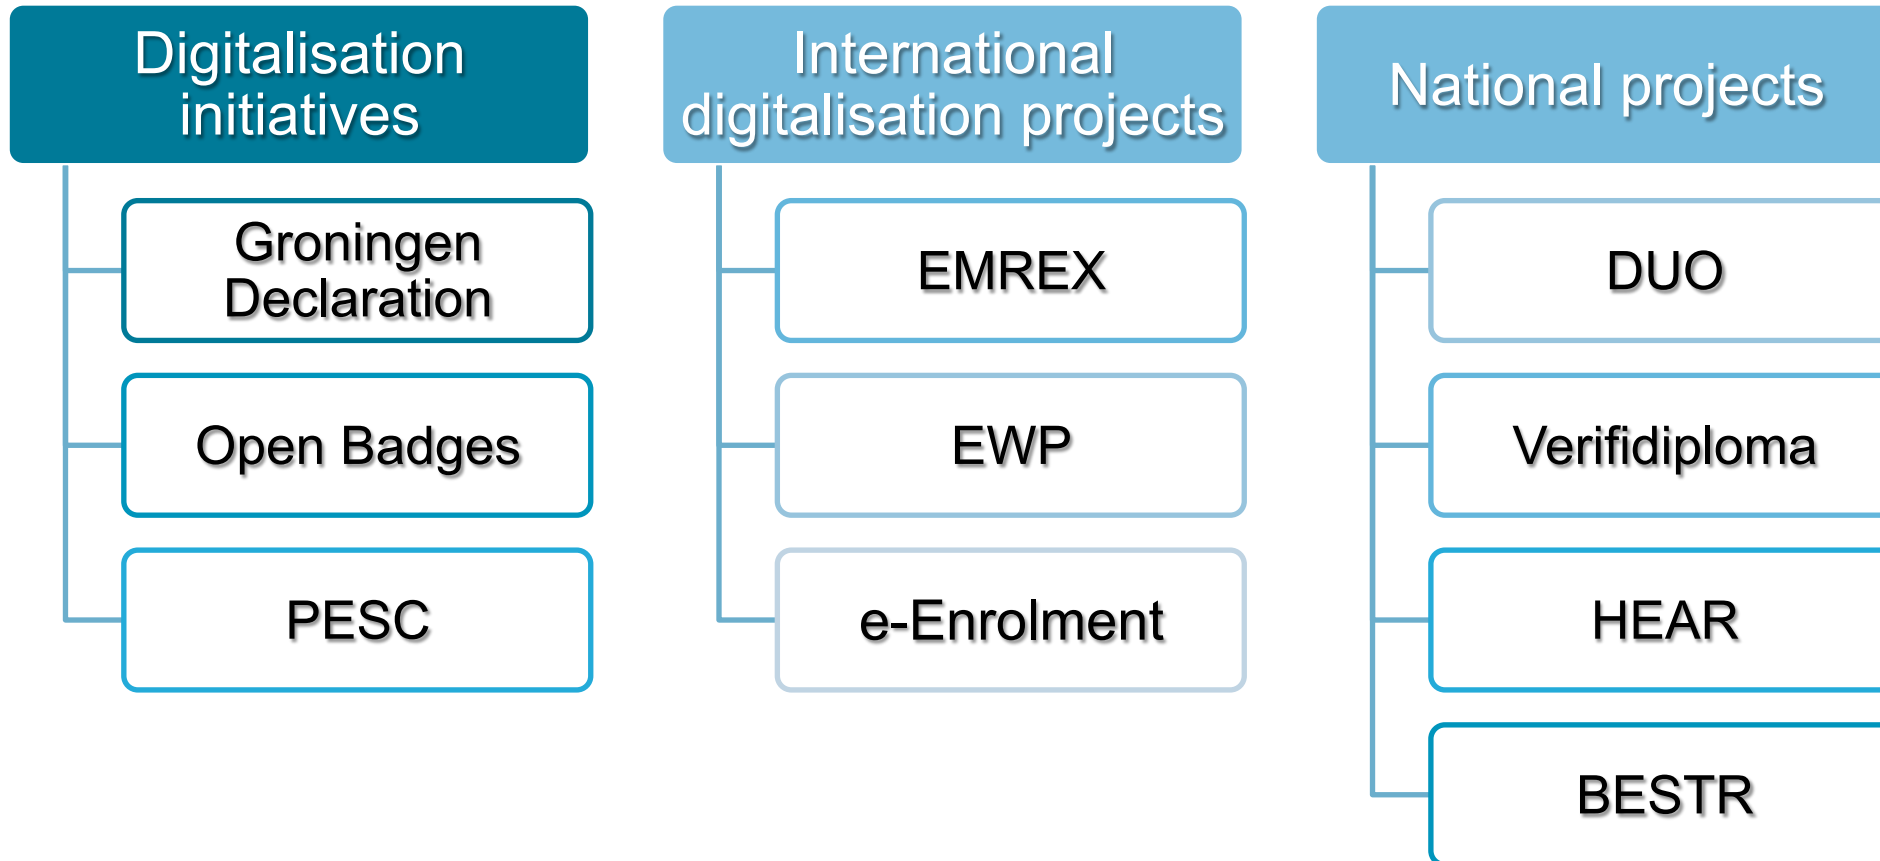 Digitalisation
initiatives
Groningen
Declaration
Open Badges
PESC
International
digitalisation projects
EMREX
EWP
e-Enrolment
National projects
DUO
Verifidiploma
HEAR
BESTR